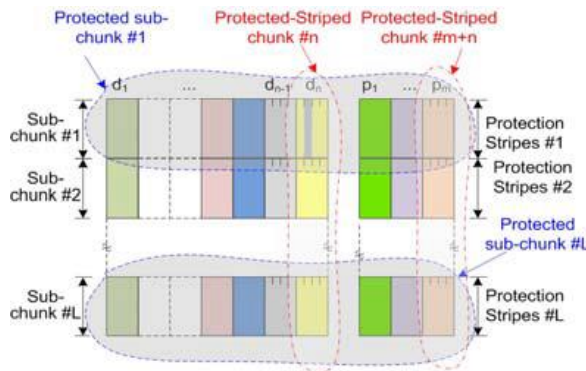 Protected sub-
chunk #1
Protected-Striped
chunk #n
Protected-Striped
chunk #m+n
d1
...
dn-1
dn
p1
...
pm
Sub-
chunk #1
Protection
Stripes #1
Sub-
chunk #2
Protection
Stripes #2
Protected
sub-chunk #L
Sub-
chunk #L
Protection
Stripes #L